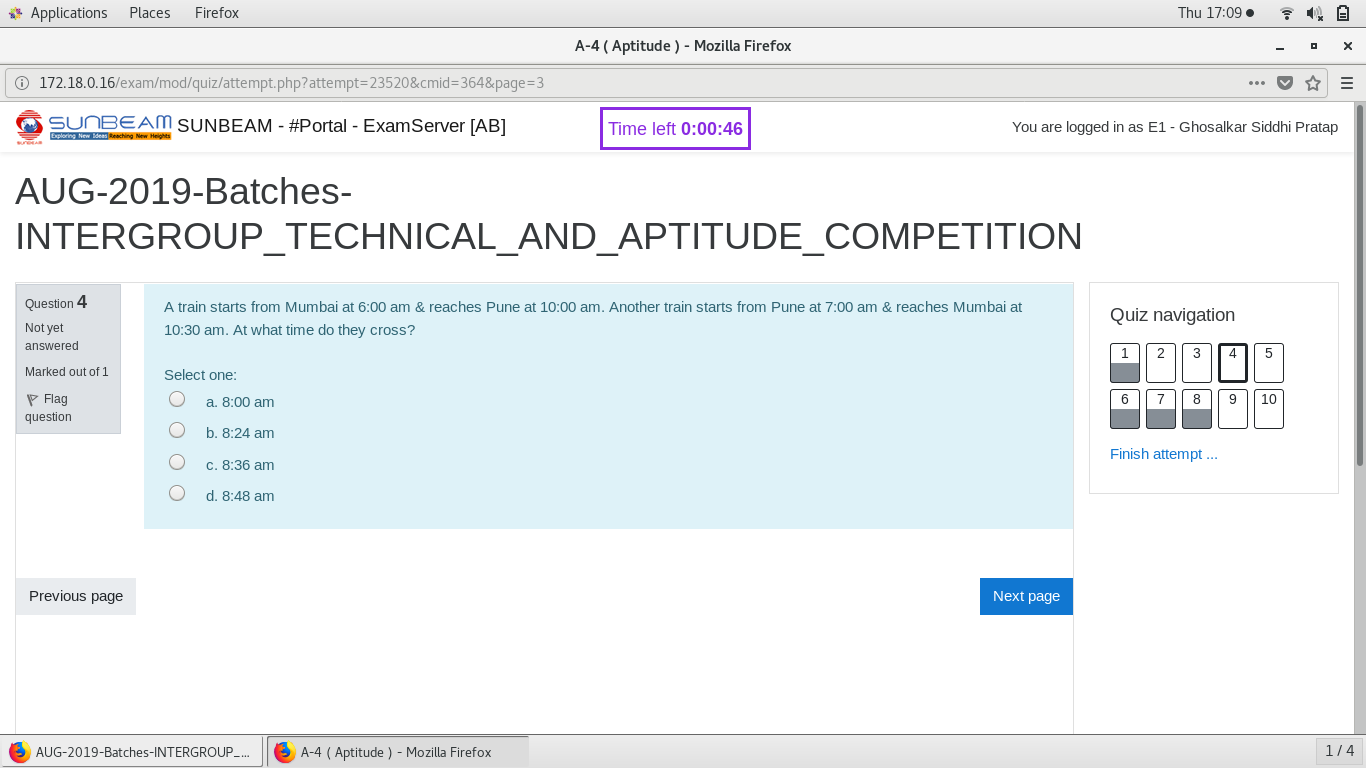 Applications Places Firefox Thu 17:09
A-4 ( Aptitude ) - Mozilla Firefox
172.18.0.16/exam/mod/quiz/attempt.php?attempt=23520&cmid=364&page=3
SUNBEAM
Exploring New Ideas Reaching New Heights
SUNBEAM
SUNBEAM - #Portal - ExamServer [AB]
Time left 0:00:46
You are logged in as E1 - Ghosalkar Siddhi Pratap
AUG-2019-Batches-
INTERGROUP_TECHNICAL_AND_APTITUDE_COMPETITION
Question 4
Not yet
answered
Marked out of 1
Flag
question
A train starts from Mumbai at 6:00 am & reaches Pune at 10:00 am. Another train starts from Pune at 7:00 am & reaches Mumbai at
10:30 am. At what time do they cross?
Select one:
a. 8:00 am
b. 8:24 am
c. 8:36 am
d. 8:48 am
Previous page
Next page
Quiz navigation
1 2 3 4 5
6 7 8 9 10
Finish attempt ...
AUG-2019-Batches-INTERGROUP_...
A-4 ( Aptitude ) - Mozilla Firefox
1 / 4